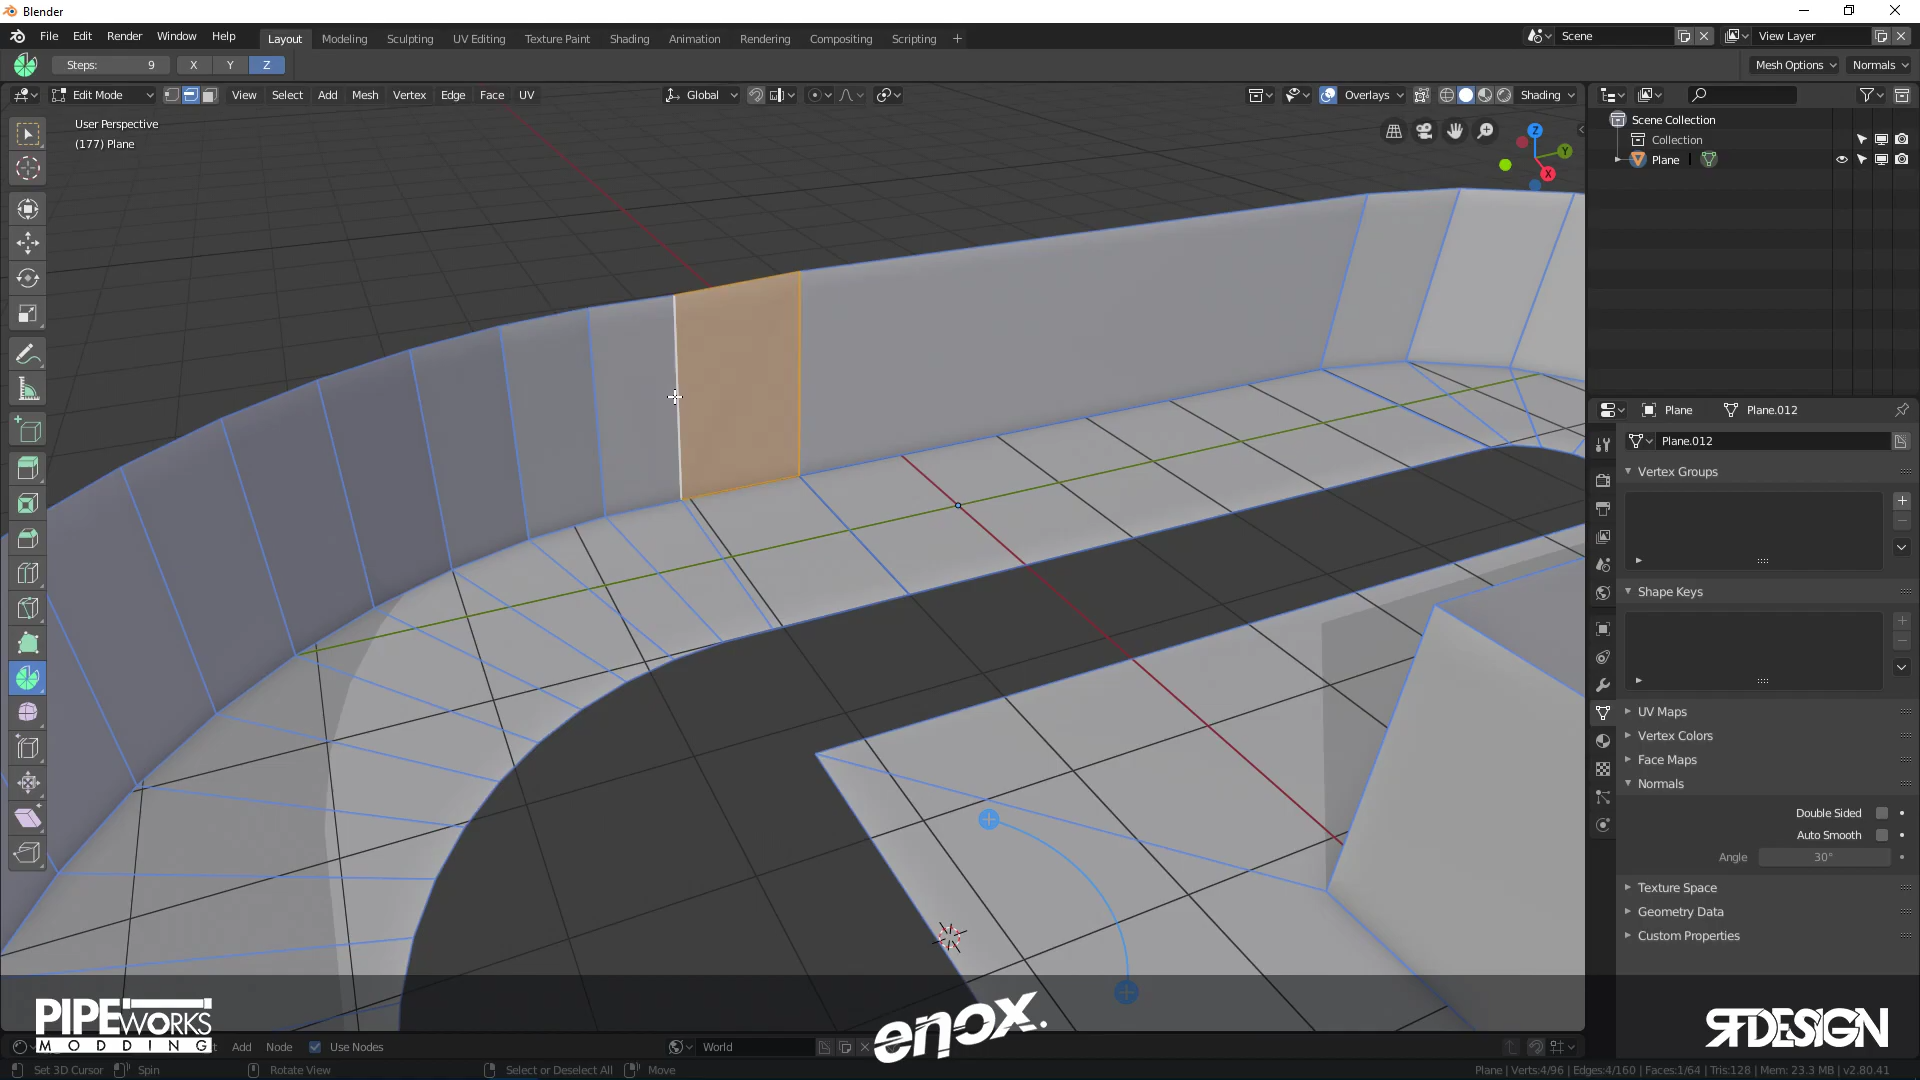 Blender
File Edit Render Window Help Layout Modeling Sculpting UV Editing Texture Paint Shading Animation Rendering Compositing Scripting + Scene View Layer
Steps: 9 X Y Z Mesh Options Normals
Edit Mode View Select Add Mesh Vertex Edge Face UV Global Overlays Shading
User Perspective
(177) Plane
Z
Y
X
Scene Collection
Collection
Plane
Plane Plane.012
Plane.012
Vertex Groups
Shape Keys
UV Maps
Vertex Colors
Face Maps
Normals
Double Sided
Auto Smooth
Angle 30°
Texture Space
Geometry Data
Custom Properties
PIPEWORKS
MODDING
enox.
SRFDESIGN
Add Node Use Nodes World
Set 3D Cursor Spin Rotate View Select or Deselect All Move Plane | Verts:4/96 | Edges:4/160 | Faces:1/64 | Tris:128 | Mem: 23.3 MB | v2.80.41